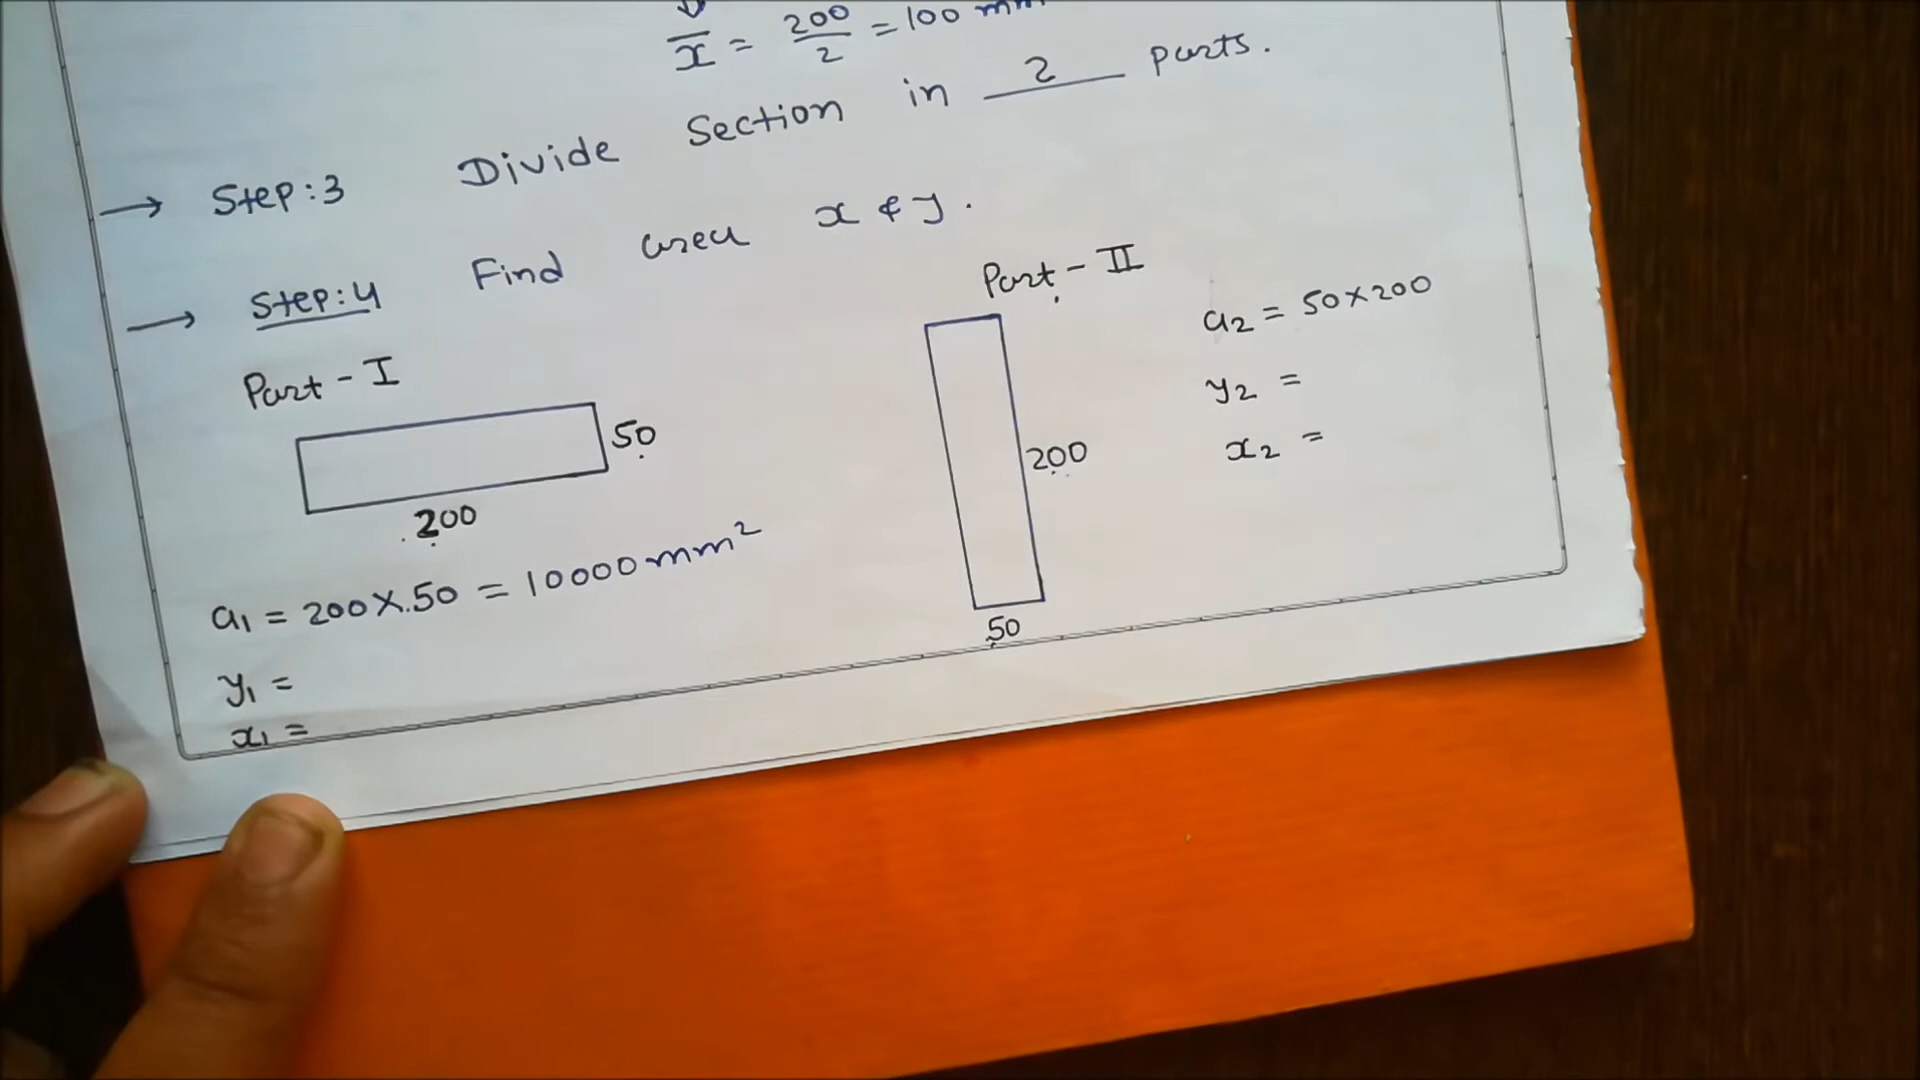 x̄ = 200/2 = 100 mm
→ Step:3 Divide Section in 2 parts.
→ Step:4 Find area x & y.
Part - I
50
200
a₁ = 200 X.50 = 10000 mm²
y₁ =
x₁ =
Part - II
200
50
a₂ = 50 x 200
y₂ =
x₂ =